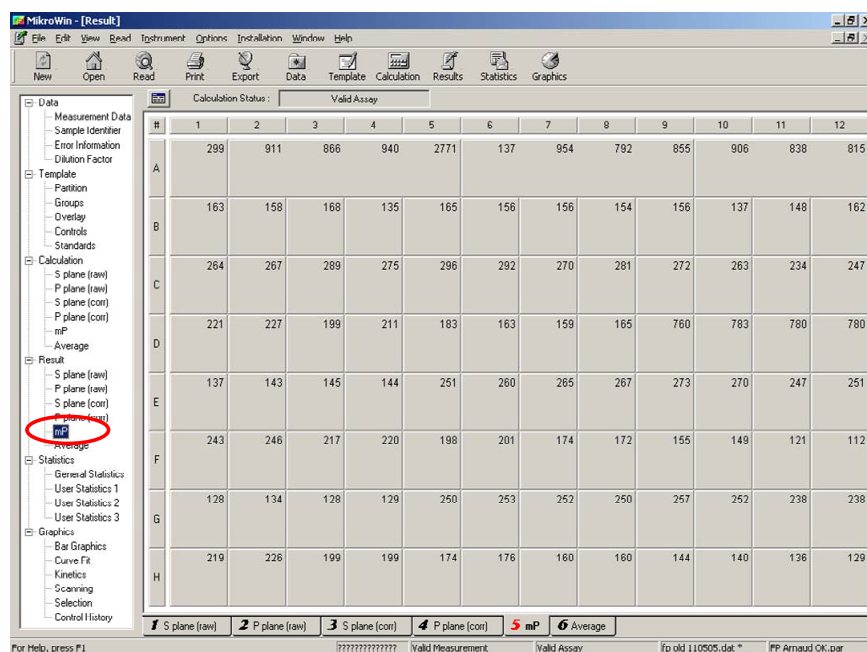 MikroWin - [Result]
File Edit View Read Instrument Options Installation Window Help
New Open Read Print Export Data Template Calculation Results Statistics Graphics
Calculation Status : Valid Assay
Data
Measurement Data
Sample Identifier
Error Information
Dilution Factor
Template
Partition
Groups
Overlay
Controls
Standards
Calculation
S plane (raw)
P plane (raw)
S plane (corr)
P plane (corr)
mP
Average
Result
S plane (raw)
P plane (raw)
S plane (corr)
P plane (corr)
mP
Average
Statistics
General Statistics
User Statistics 1
User Statistics 2
User Statistics 3
Graphics
Bar Graphics
Curve Fit
Kinetics
Scanning
Selection
Control History
# 1 2 3 4 5 6 7 8 9 10 11 12
A 299 911 866 940 2771 137 954 792 855 906 838 815
B 163 158 168 135 165 156 156 154 156 137 148 162
C 264 267 289 275 296 292 270 281 272 263 234 247
D 221 227 199 211 183 163 159 165 760 783 780 780
E 137 143 145 144 251 260 265 267 273 270 247 251
F 243 246 217 220 198 201 174 172 155 149 121 112
G 128 134 128 129 250 253 252 250 257 252 238 238
H 219 226 199 199 174 176 160 160 144 140 136 129
1 S plane (raw) 2 P plane (raw) 3 S plane (corr) 4 P plane (corr) 5 mP 6 Average
For Help, press F1 ?????????????? Valid Measurement Valid Assay fp old 110505.dat * FP Arnaud OK.par